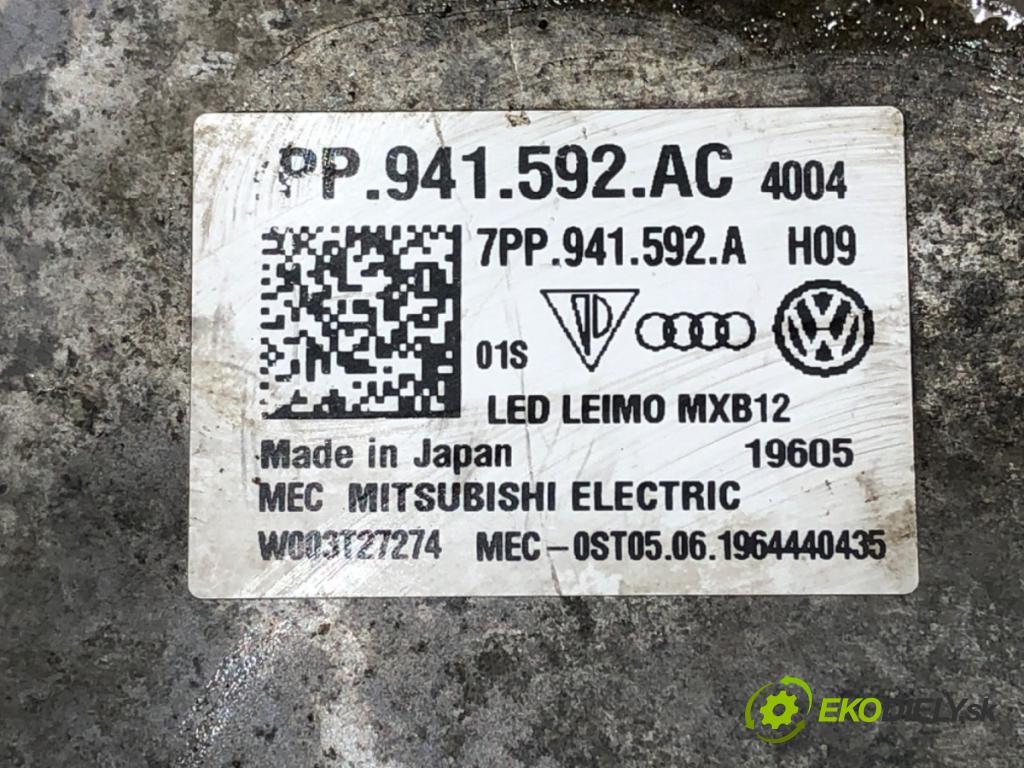 PP.941.592.AC 4004
7PP.941.592.A H09
01S
LED LEIMO MXB12
Made in Japan 19605
MEC MITSUBISHI ELECTRIC
W003T27274 MEC-0ST05.06.1964440435
EKODIELY.sk